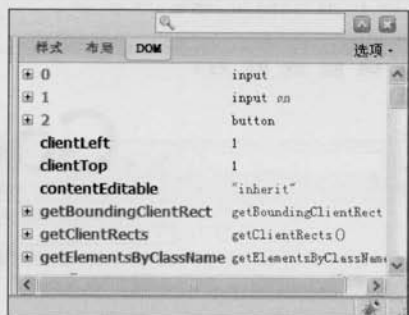 样式 布局 DOM 选项
0 input
1 input
2 button
clientLeft 1
clientTop 1
contentEditable "inherit"
getBoundingClientRect getBoundingClientRect
getClientRects getClientRects()
getElementsByClassName getElementsByClassName